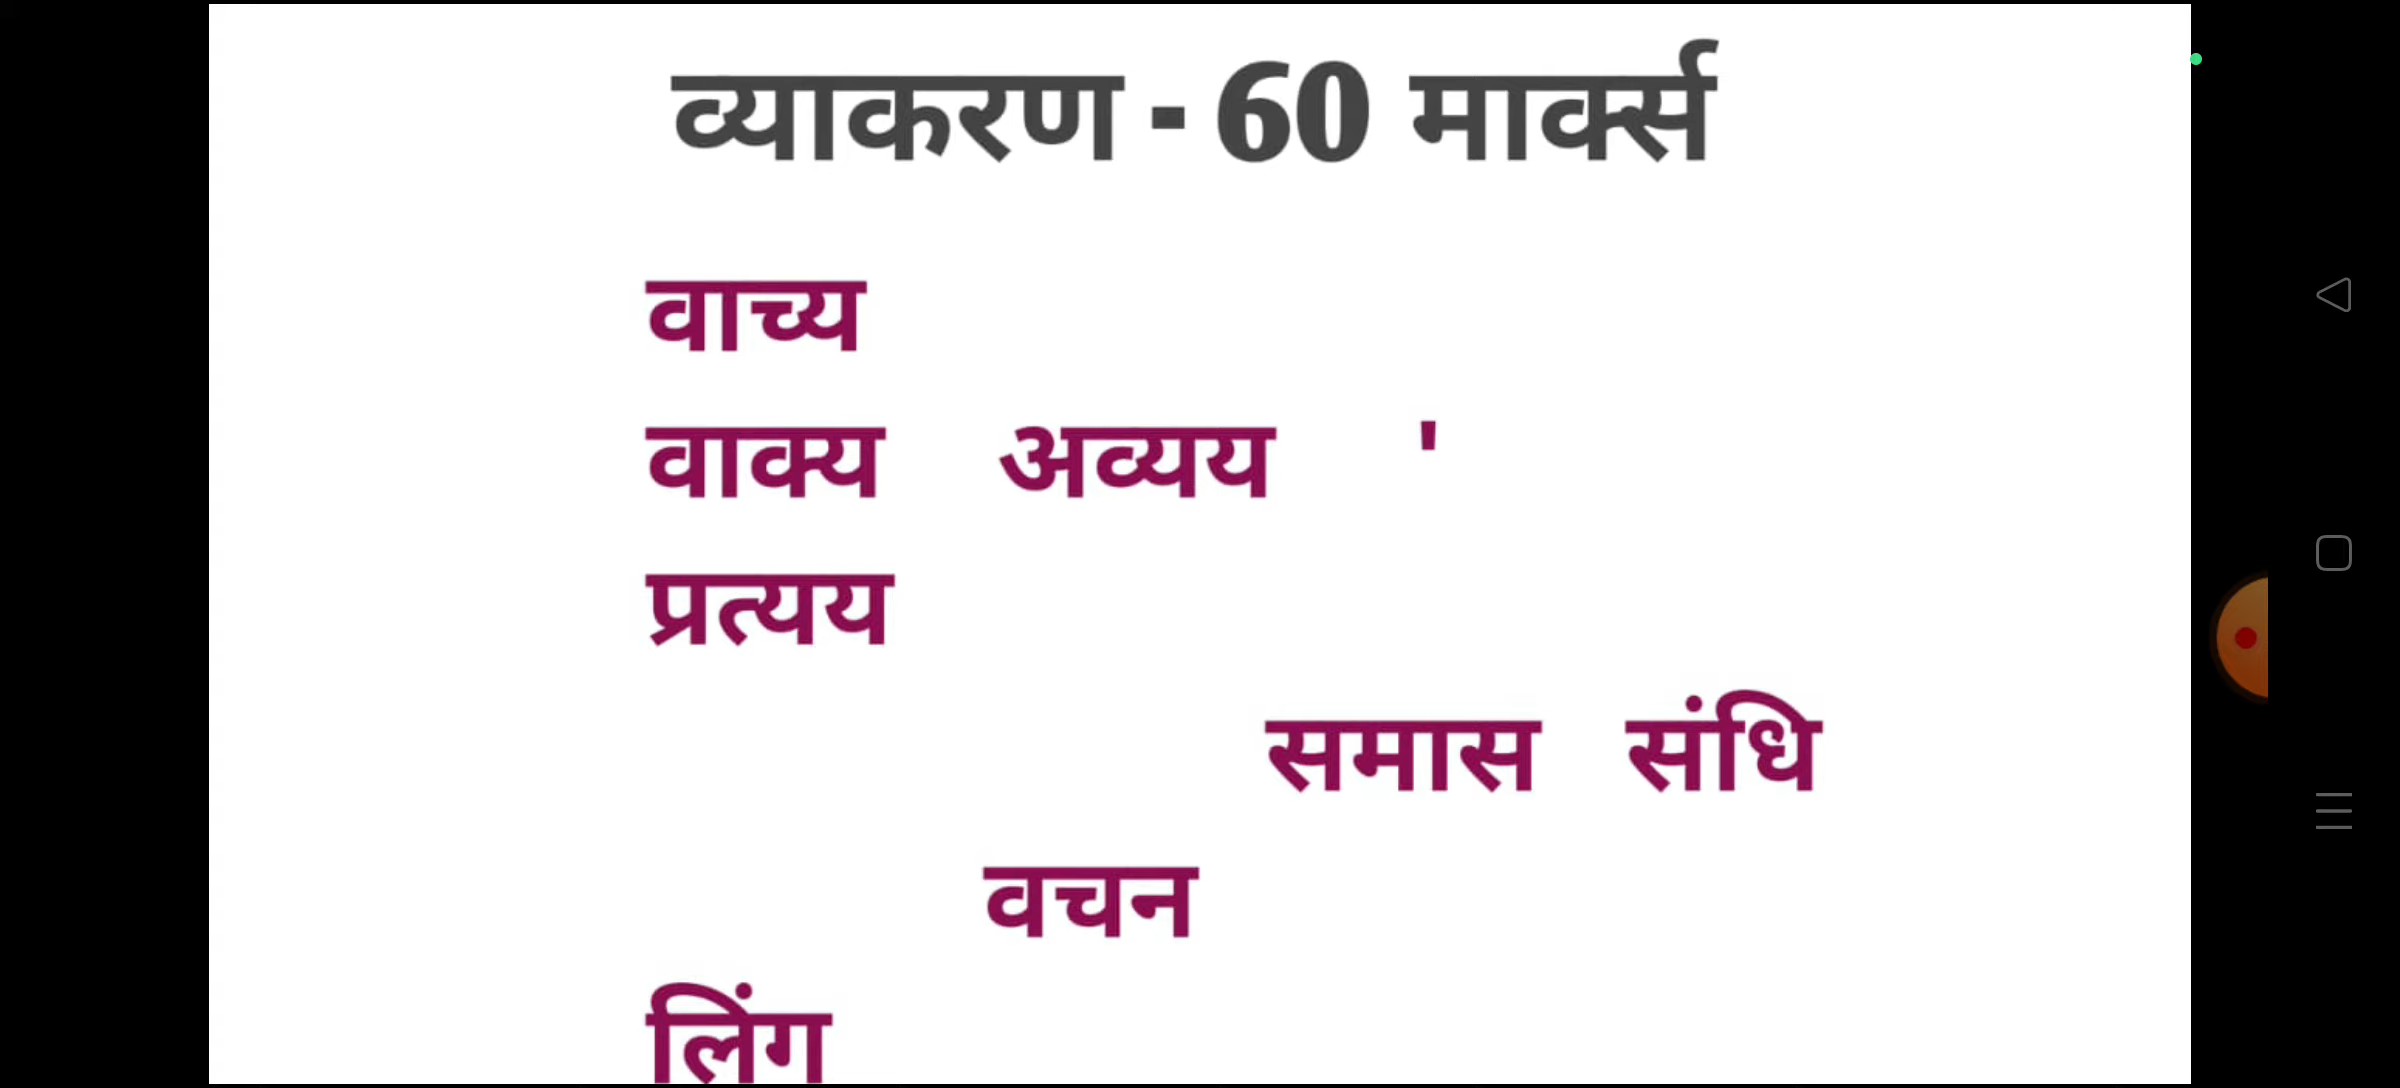 व्याकरण - 60 मार्क्स
वाच्य
वाक्य अव्यय '
प्रत्यय
समास संधि
वचन
लिंग